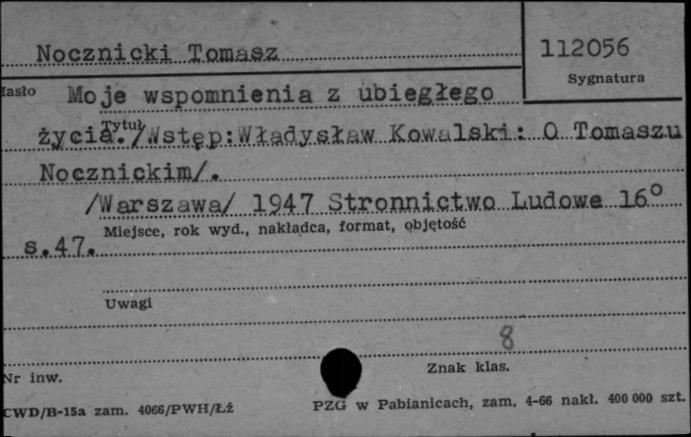 Nocznicki Tomasz
112056
Sygnatura
Hasło
Moje wspomnienia z ubiegłego
życia. /Wstęp:Władysław Kowalski: O Tomaszu
Tytuł
Nocznickim/.
/Warszawa/ 1947 Stronnictwo Ludowe 16°
Miejsce, rok wyd., nakładca, format, objętość
s.47.
Uwagi
8
Nr inw.
Znak klas.
CWD/B-15a zam. 4066/PWH/Łź
PZG w Pabianicach, zam. 4-66 nakł. 400 000 szt.